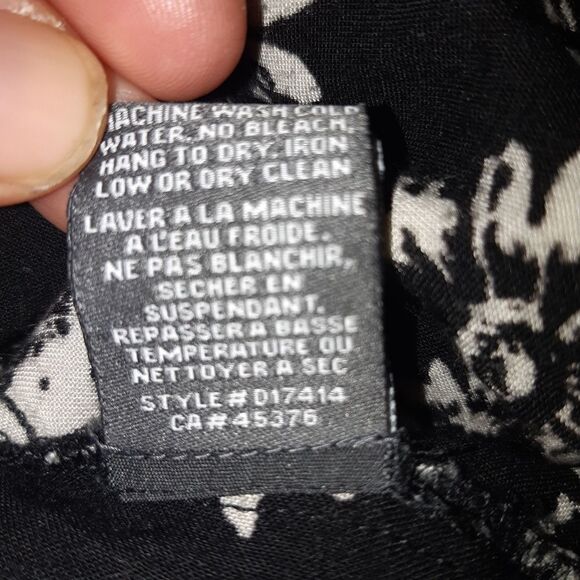 MACHINE WASH COLD
WATER. NO BLEACH.
HANG TO DRY. IRON
LOW OR DRY CLEAN
LAVER A LA MACHINE
A L'EAU FROIDE.
NE PAS BLANCHIR,
SECHER EN
SUSPENDANT.
REPASSER A BASSE
TEMPERATURE OU
NETTOYER A SEC
STYLE # D17414
CA # 45376